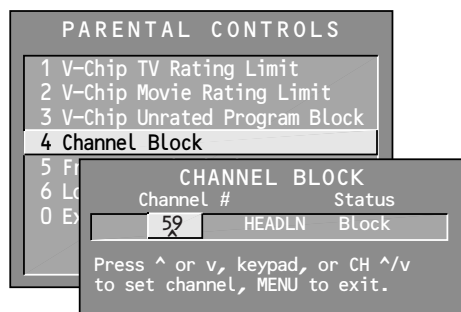 PARENTAL CONTROLS
1 V-Chip TV Rating Limit
2 V-Chip Movie Rating Limit
3 V-Chip Unrated Program Block
4 Channel Block
5 Fr
6 Lo
0 Ex
CHANNEL BLOCK
Channel # Status
59 HEADLN Block
Press ^ or v, keypad, or CH ^/v
to set channel, MENU to exit.